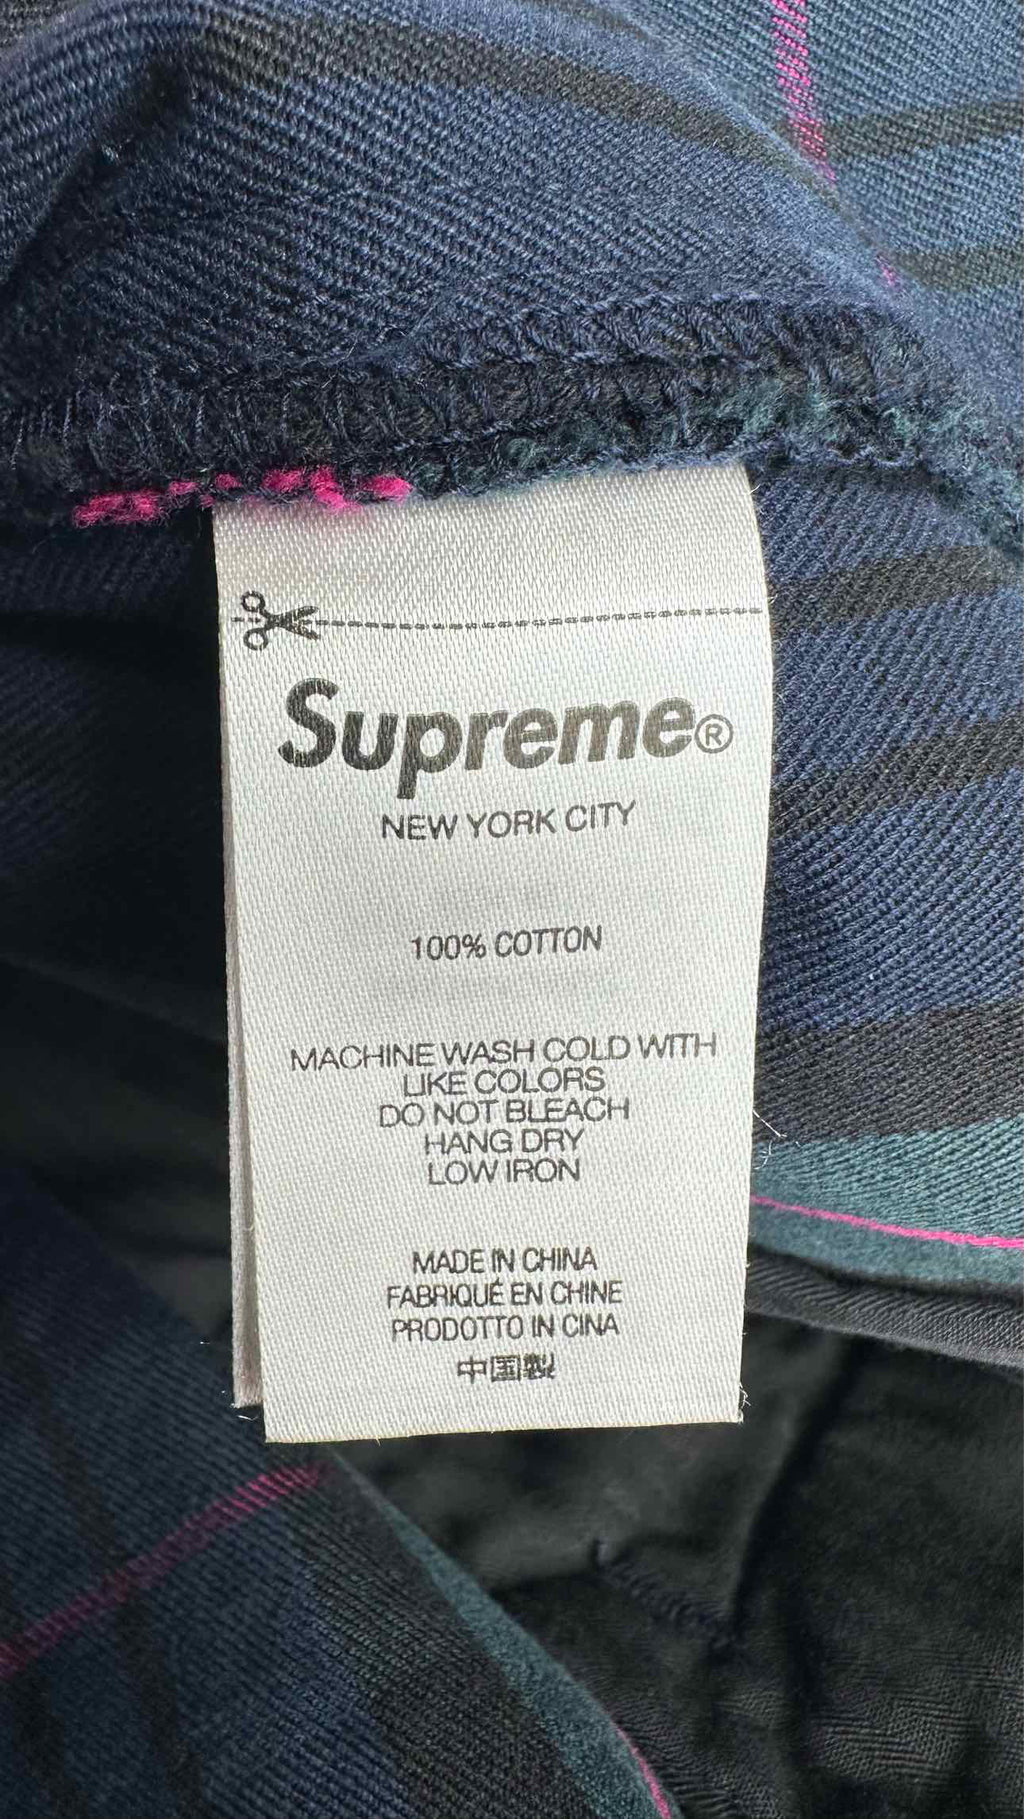 Supreme®
NEW YORK CITY
100% COTTON
MACHINE WASH COLD WITH
LIKE COLORS
DO NOT BLEACH
HANG DRY
LOW IRON
MADE IN CHINA
FABRIQUÉ EN CHINE
PRODOTTO IN CINA
中国製